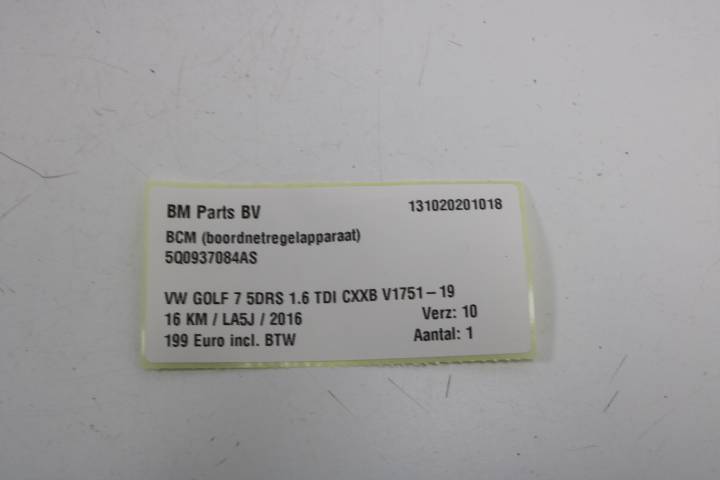 BM Parts BV 131020201018
BCM (boordnetregelapparaat)
5Q0937084AS
VW GOLF 7 5DRS 1.6 TDI CXXB V1751-19
16 KM / LA5J / 2016 Verz: 10
199 Euro incl. BTW Aantal: 1